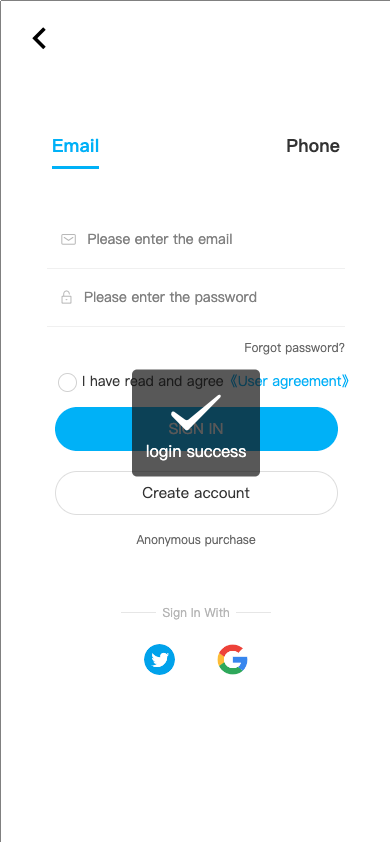 Email
Phone
Please enter the email
Please enter the password
Forgot password?
I have read and agree 《User agreement》
SIGN IN
login success
Create account
Anonymous purchase
Sign In With